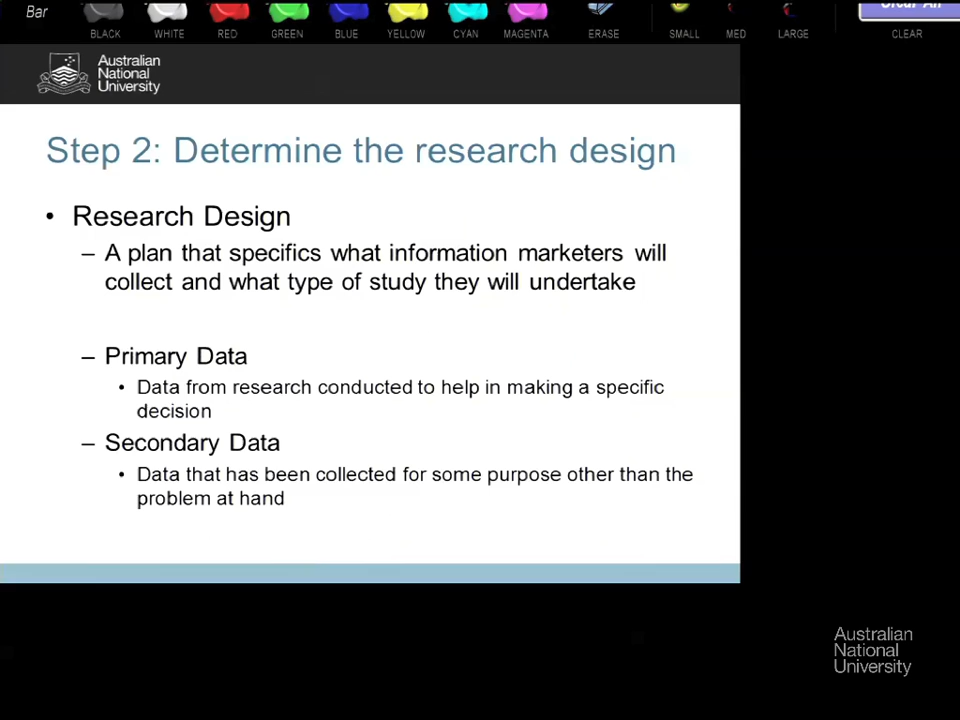 Bar
BLACK WHITE RED GREEN BLUE YELLOW CYAN MAGENTA ERASE SMALL MED LARGE CLEAR
Australian
National
University
Step 2: Determine the research design
• Research Design
– A plan that specifics what information marketers will
collect and what type of study they will undertake
– Primary Data
• Data from research conducted to help in making a specific
decision
– Secondary Data
• Data that has been collected for some purpose other than the
problem at hand
Australian
National
University